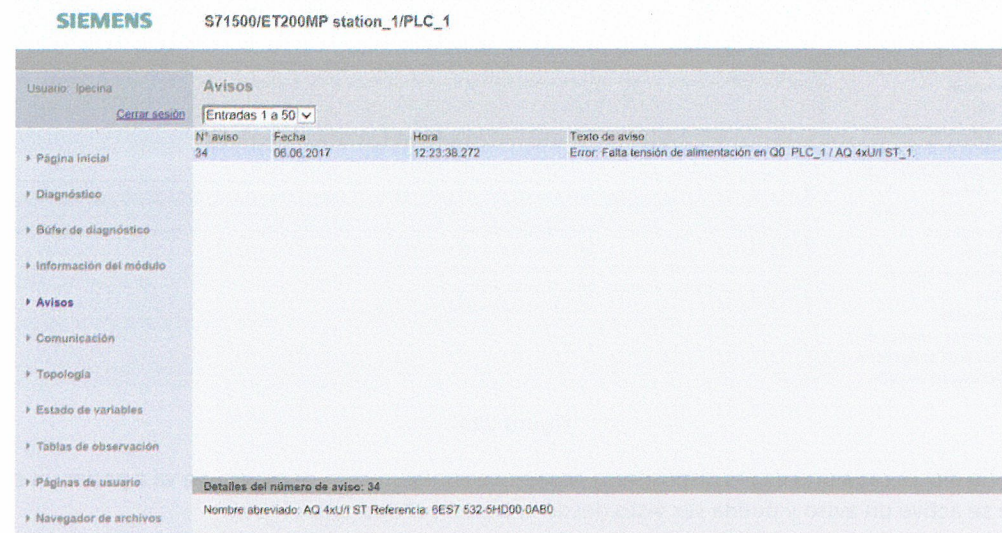 SIEMENS S71500/ET200MP station_1/PLC_1
Usuario: lpecina
Cerrar sesión
Avisos
Entradas 1 a 50
Nº aviso Fecha Hora Texto de aviso
34 06.06.2017 12:23:38.272 Error: Falta tensión de alimentación en Q0 PLC_1 / AQ 4xU/I ST_1.
Página inicial
Diagnóstico
Búfer de diagnóstico
Información del módulo
Avisos
Comunicación
Topología
Estado de variables
Tablas de observación
Páginas de usuario
Navegador de archivos
Detalles del número de aviso: 34
Nombre abreviado: AQ 4xU/I ST Referencia: 6ES7 532-5HD00-0AB0